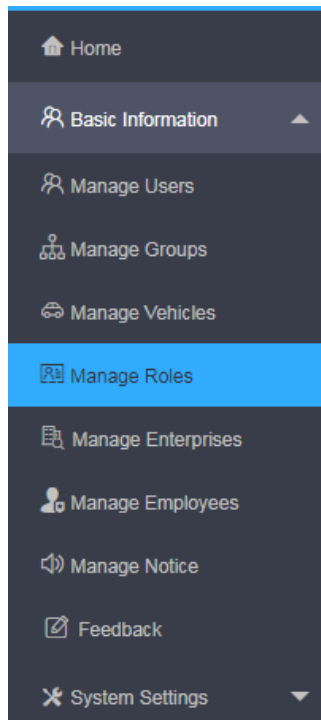 Home
Basic Information
Manage Users
Manage Groups
Manage Vehicles
Manage Roles
Manage Enterprises
Manage Employees
Manage Notice
Feedback
System Settings